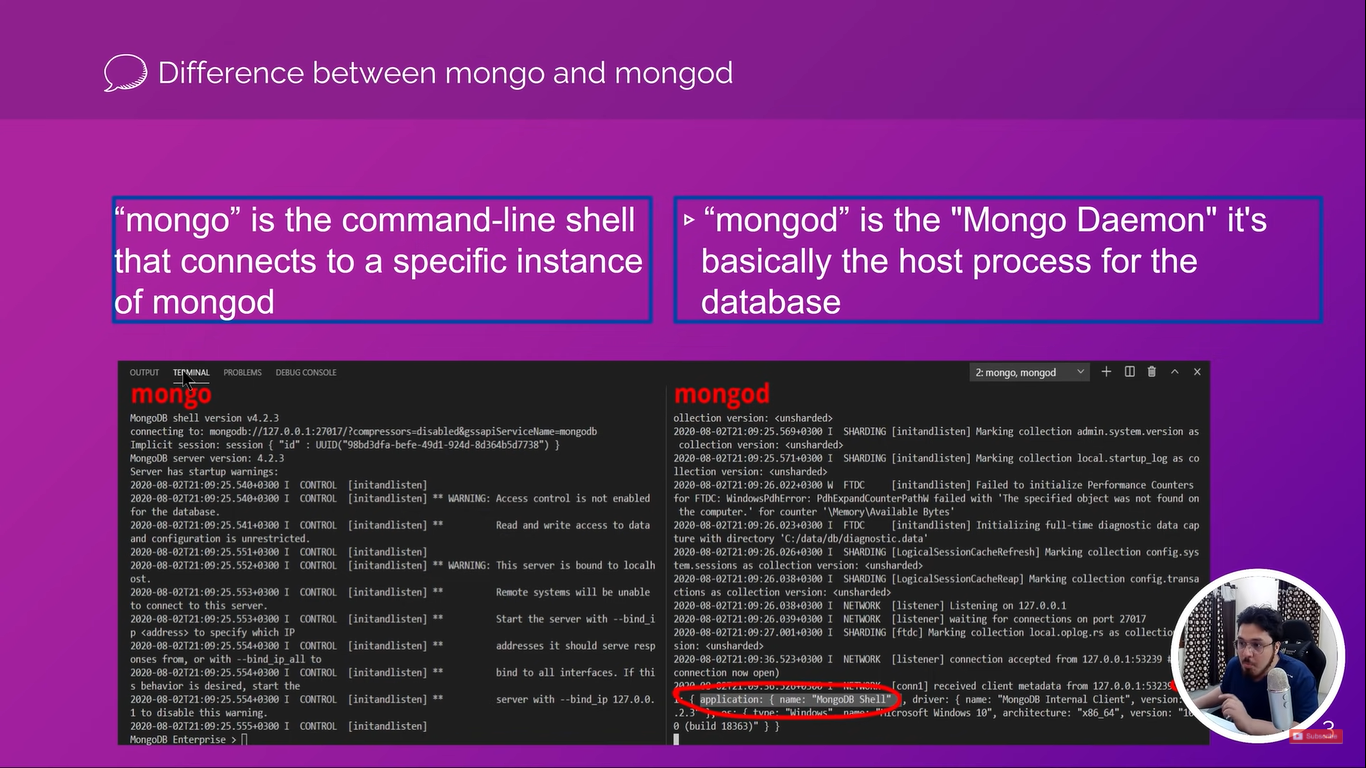 Difference between mongo and mongod
“mongo” is the command-line shell
that connects to a specific instance
of mongod
▹ “mongod” is the "Mongo Daemon" it's
basically the host process for the
database
OUTPUT TERMINAL PROBLEMS DEBUG CONSOLE
2: mongo, mongod
mongo
MongoDB shell version v4.2.3
connecting to: mongodb://127.0.0.1:27017/?compressors=disabled&gssapiServiceName=mongodb
Implicit session: session { "id" : UUID("98bd3dfa-befe-49d1-924d-8d364b5d7738") }
MongoDB server version: 4.2.3
Server has startup warnings:
2020-08-02T21:09:25.540+0300 I  CONTROL  [initandlisten]
2020-08-02T21:09:25.540+0300 I  CONTROL  [initandlisten] ** WARNING: Access control is not enabled
for the database.
2020-08-02T21:09:25.541+0300 I  CONTROL  [initandlisten] **          Read and write access to data
and configuration is unrestricted.
2020-08-02T21:09:25.551+0300 I  CONTROL  [initandlisten]
2020-08-02T21:09:25.552+0300 I  CONTROL  [initandlisten] ** WARNING: This server is bound to localh
ost.
2020-08-02T21:09:25.553+0300 I  CONTROL  [initandlisten] **          Remote systems will be unable
to connect to this server.
2020-08-02T21:09:25.553+0300 I  CONTROL  [initandlisten] **          Start the server with --bind_i
p <address> to specify which IP
2020-08-02T21:09:25.554+0300 I  CONTROL  [initandlisten] **          addresses it should serve resp
onses from, or with --bind_ip_all to
2020-08-02T21:09:25.554+0300 I  CONTROL  [initandlisten] **          bind to all interfaces. If thi
s behavior is desired, start the
2020-08-02T21:09:25.554+0300 I  CONTROL  [initandlisten] **          server with --bind_ip 127.0.0.
1 to disable this warning.
2020-08-02T21:09:25.554+0300 I  CONTROL  [initandlisten]
MongoDB Enterprise >
mongod
ollection version: <unsharded>
2020-08-02T21:09:25.569+0300 I  SHARDING [initandlisten] Marking collection admin.system.version as
collection version: <unsharded>
2020-08-02T21:09:25.571+0300 I  SHARDING [initandlisten] Marking collection local.startup_log as co
llection version: <unsharded>
2020-08-02T21:09:26.022+0300 W  FTDC     [initandlisten] Failed to initialize Performance Counters
for FTDC: WindowsPdhError: PdhExpandCounterPathW failed with 'The specified object was not found on
the computer.' for counter '\Memory\Available Bytes'
2020-08-02T21:09:26.023+0300 I  FTDC     [initandlisten] Initializing full-time diagnostic data cap
ture with directory 'C:/data/db/diagnostic.data'
2020-08-02T21:09:26.026+0300 I  SHARDING [LogicalSessionCacheRefresh] Marking collection config.sys
tem.sessions as collection version: <unsharded>
2020-08-02T21:09:26.038+0300 I  SHARDING [LogicalSessionCacheReap] Marking collection config.transa
ctions as collection version: <unsharded>
2020-08-02T21:09:26.038+0300 I  NETWORK  [listener] Listening on 127.0.0.1
2020-08-02T21:09:26.039+0300 I  NETWORK  [listener] waiting for connections on port 27017
2020-08-02T21:09:27.001+0300 I  SHARDING [ftdc] Marking collection local.oplog.rs as collection
sion: <unsharded>
2020-08-02T21:09:36.523+0300 I  NETWORK  [listener] connection accepted from 127.0.0.1:53239 #
connection now open)
I  NETWORK  [conn1] received client metadata from 127.0.0.1:53239
{ application: { name: "MongoDB Shell" }, driver: { name: "MongoDB Internal Client", version:
.2.3" }, os: { type: "Windows", name: "Microsoft Windows 10", architecture: "x86_64", version: "10
0 (build 18363)" } }
3
Subscribe